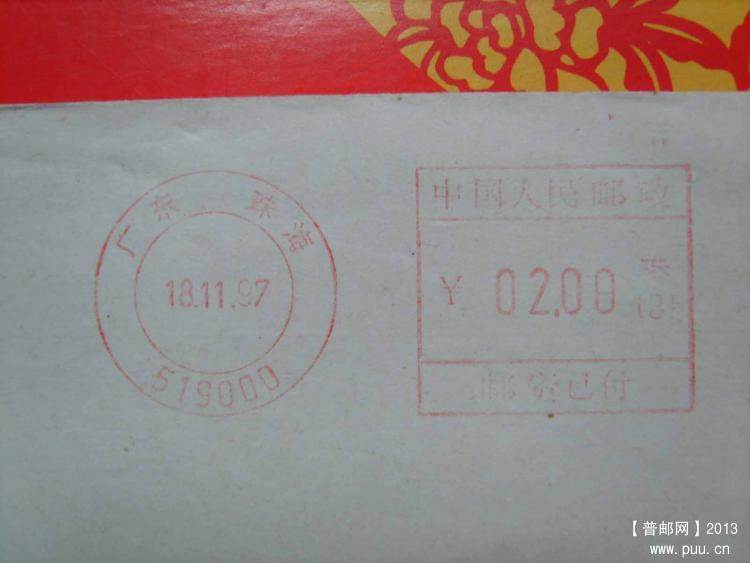 广东.珠海
18.11.97
519000
中国人民邮政
¥ 02.00
珠
(3)
邮资已付
【普邮网】2013
www.puu.cn